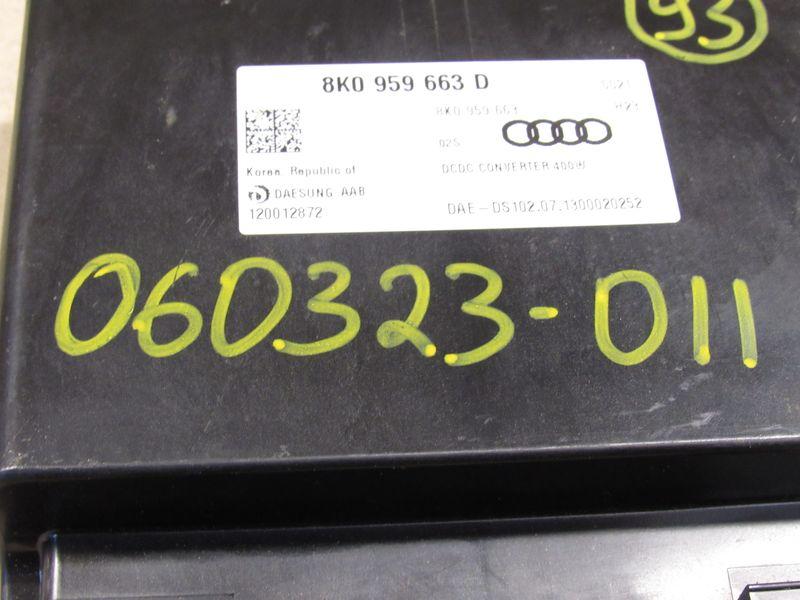 93
8K0 959 663 D
8K0 959 663 H23
02S
Korea, Republic of DCDC CONVERTER 400W
DAESUNG AAB
120012872 DAE-DS102.07.1300020252
060323-011